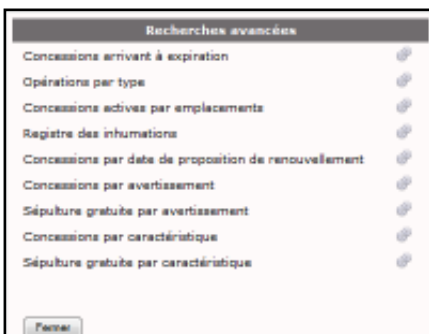 Recherches avancées
Concessions arrivant à expiration
Opérations par type
Concessions actives par emplacements
Registre des inhumations
Concessions par date de proposition de renouvellement
Concessions par avertissement
Sépulture gratuite par avertissement
Concessions par caractéristique
Sépulture gratuite par caractéristique
Fermer